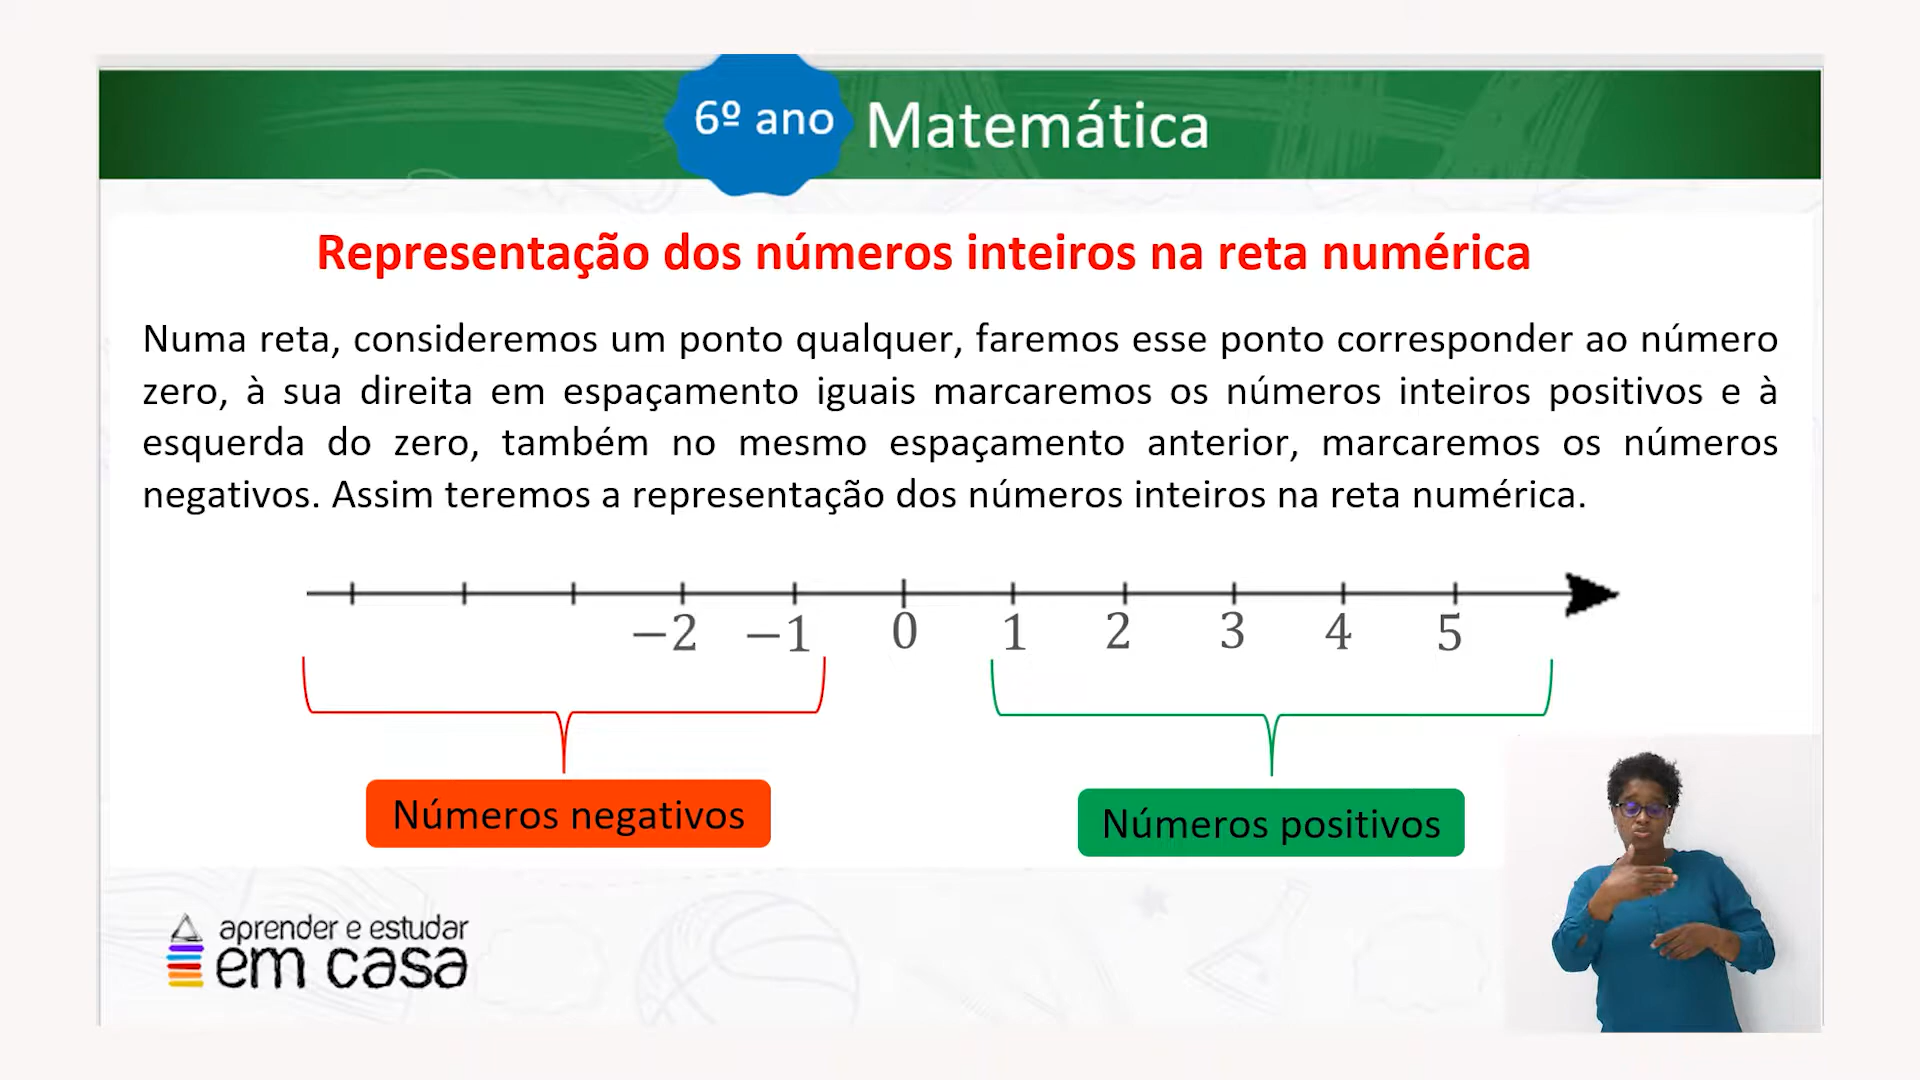 6º ano Matemática
Representação dos números inteiros na reta numérica
Numa reta, consideremos um ponto qualquer, faremos esse ponto corresponder ao número
zero, à sua direita em espaçamento iguais marcaremos os números inteiros positivos e à
esquerda do zero, também no mesmo espaçamento anterior, marcaremos os números
negativos. Assim teremos a representação dos números inteiros na reta numérica.
−2 −1 0 1 2 3 4 5
Números negativos
Números positivos
aprender e estudar
em casa